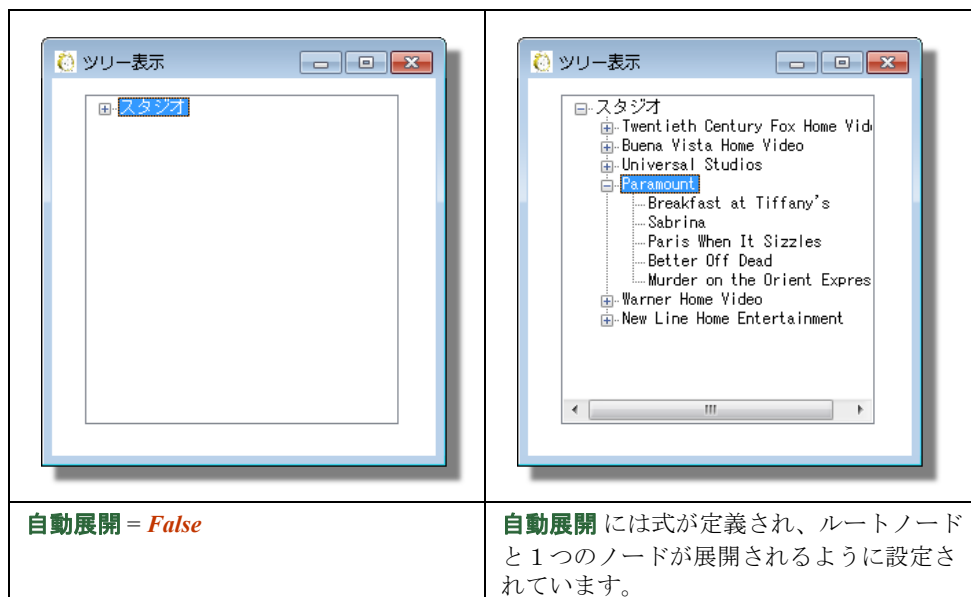 ツリー表示
スタジオ
ツリー表示
スタジオ
Twentieth Century Fox Home Vid
Buena Vista Home Video
Universal Studios
Paramount
Breakfast at Tiffany's
Sabrina
Paris When It Sizzles
Better Off Dead
Murder on the Orient Expres
Warner Home Video
New Line Home Entertainment
自動展開 = False
自動展開 には式が定義され、ルートノード
と 1 つのノードが展開されるように設定さ
れています。